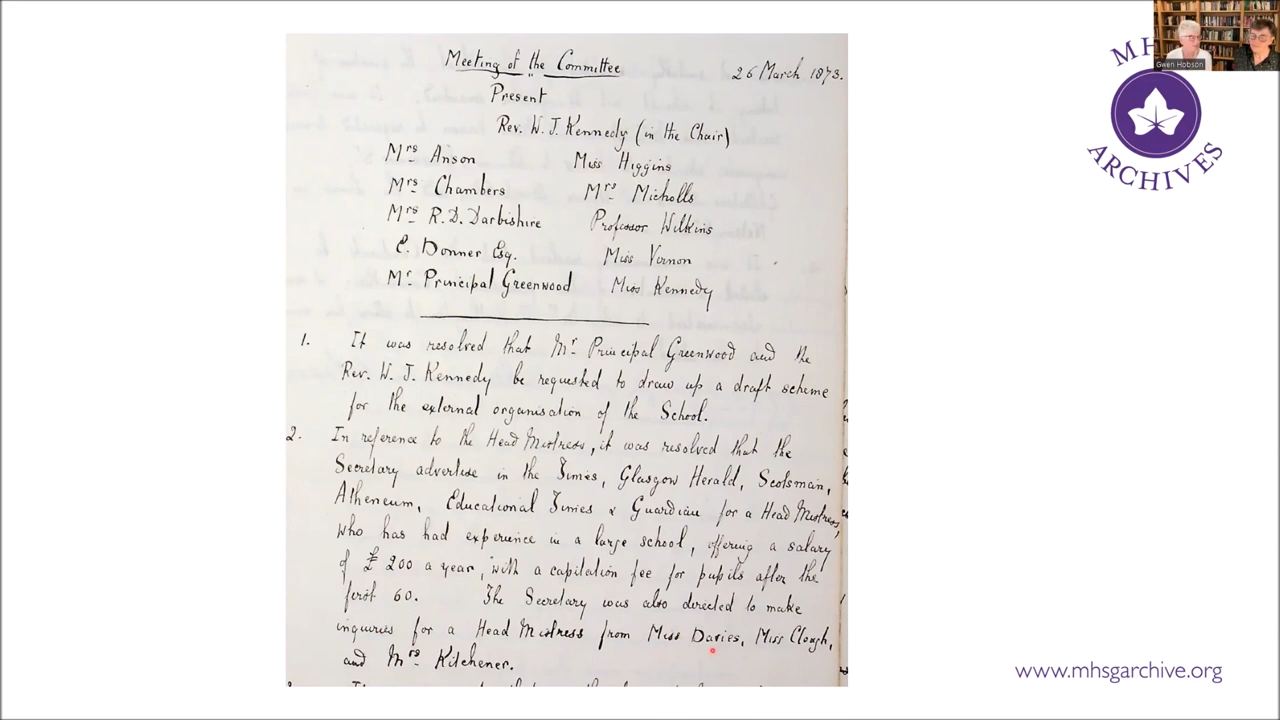 Meeting of the Committee
26 March 1873.
Present
Rev. W. J. Kennedy (in the Chair)
Mrs Anson Miss Higgins
Mrs Chambers Mrs Micholls
Mrs R. D. Darbishire Professor Wilkins
E. Donner Esq. Miss Vernon
Mr Principal Greenwood Miss Kennedy
1. It was resolved that Mr Principal Greenwood and the
Rev. W. J. Kennedy be requested to draw up a draft scheme
for the external organisation of the School.
2. In reference to the Head Mistress, it was resolved that the
Secretary advertise in the Times, Glasgow Herald, Scotsman,
Atheneum, Educational Times & Guardian for a Head Mistress,
who has had experience in a large school, offering a salary
of £200 a year, with a capitation fee for pupils after the
first 60. The Secretary was also directed to make
inquiries for a Head Mistress from Miss Davies, Miss Clough,
and Mrs Kitchener.
Gwen Hobson
MH
ARCHIVES
www.mhsgarchive.org